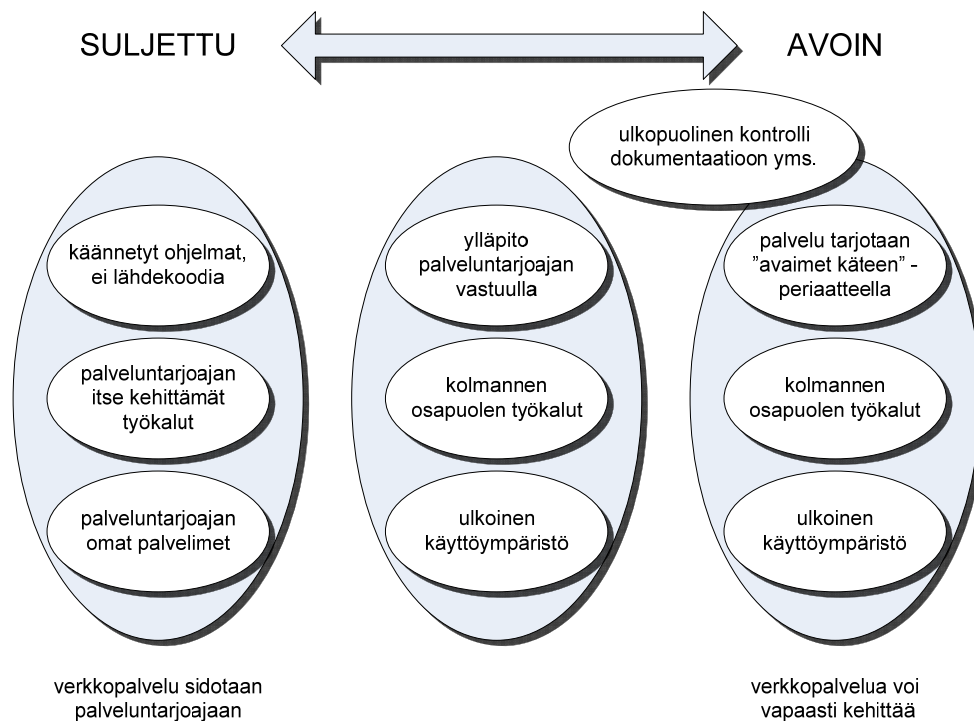 SULJETTU
AVOIN
ulkopuolinen kontrolli
dokumentaatioon yms.
käännetyt ohjelmat,
ei lähdekoodia
palveluntarjoajan
itse kehittämät
työkalut
palveluntarjoajan
omat palvelimet
verkkopalvelu sidotaan
palveluntarjoajaan
ylläpito
palveluntarjoajan
vastuulla
kolmannen
osapuolen työkalut
ulkoinen
käyttöympäristö
palvelu tarjotaan
”avaimet käteen” -
periaatteella
kolmannen
osapuolen työkalut
ulkoinen
käyttöympäristö
verkkopalvelua voi
vapaasti kehittää